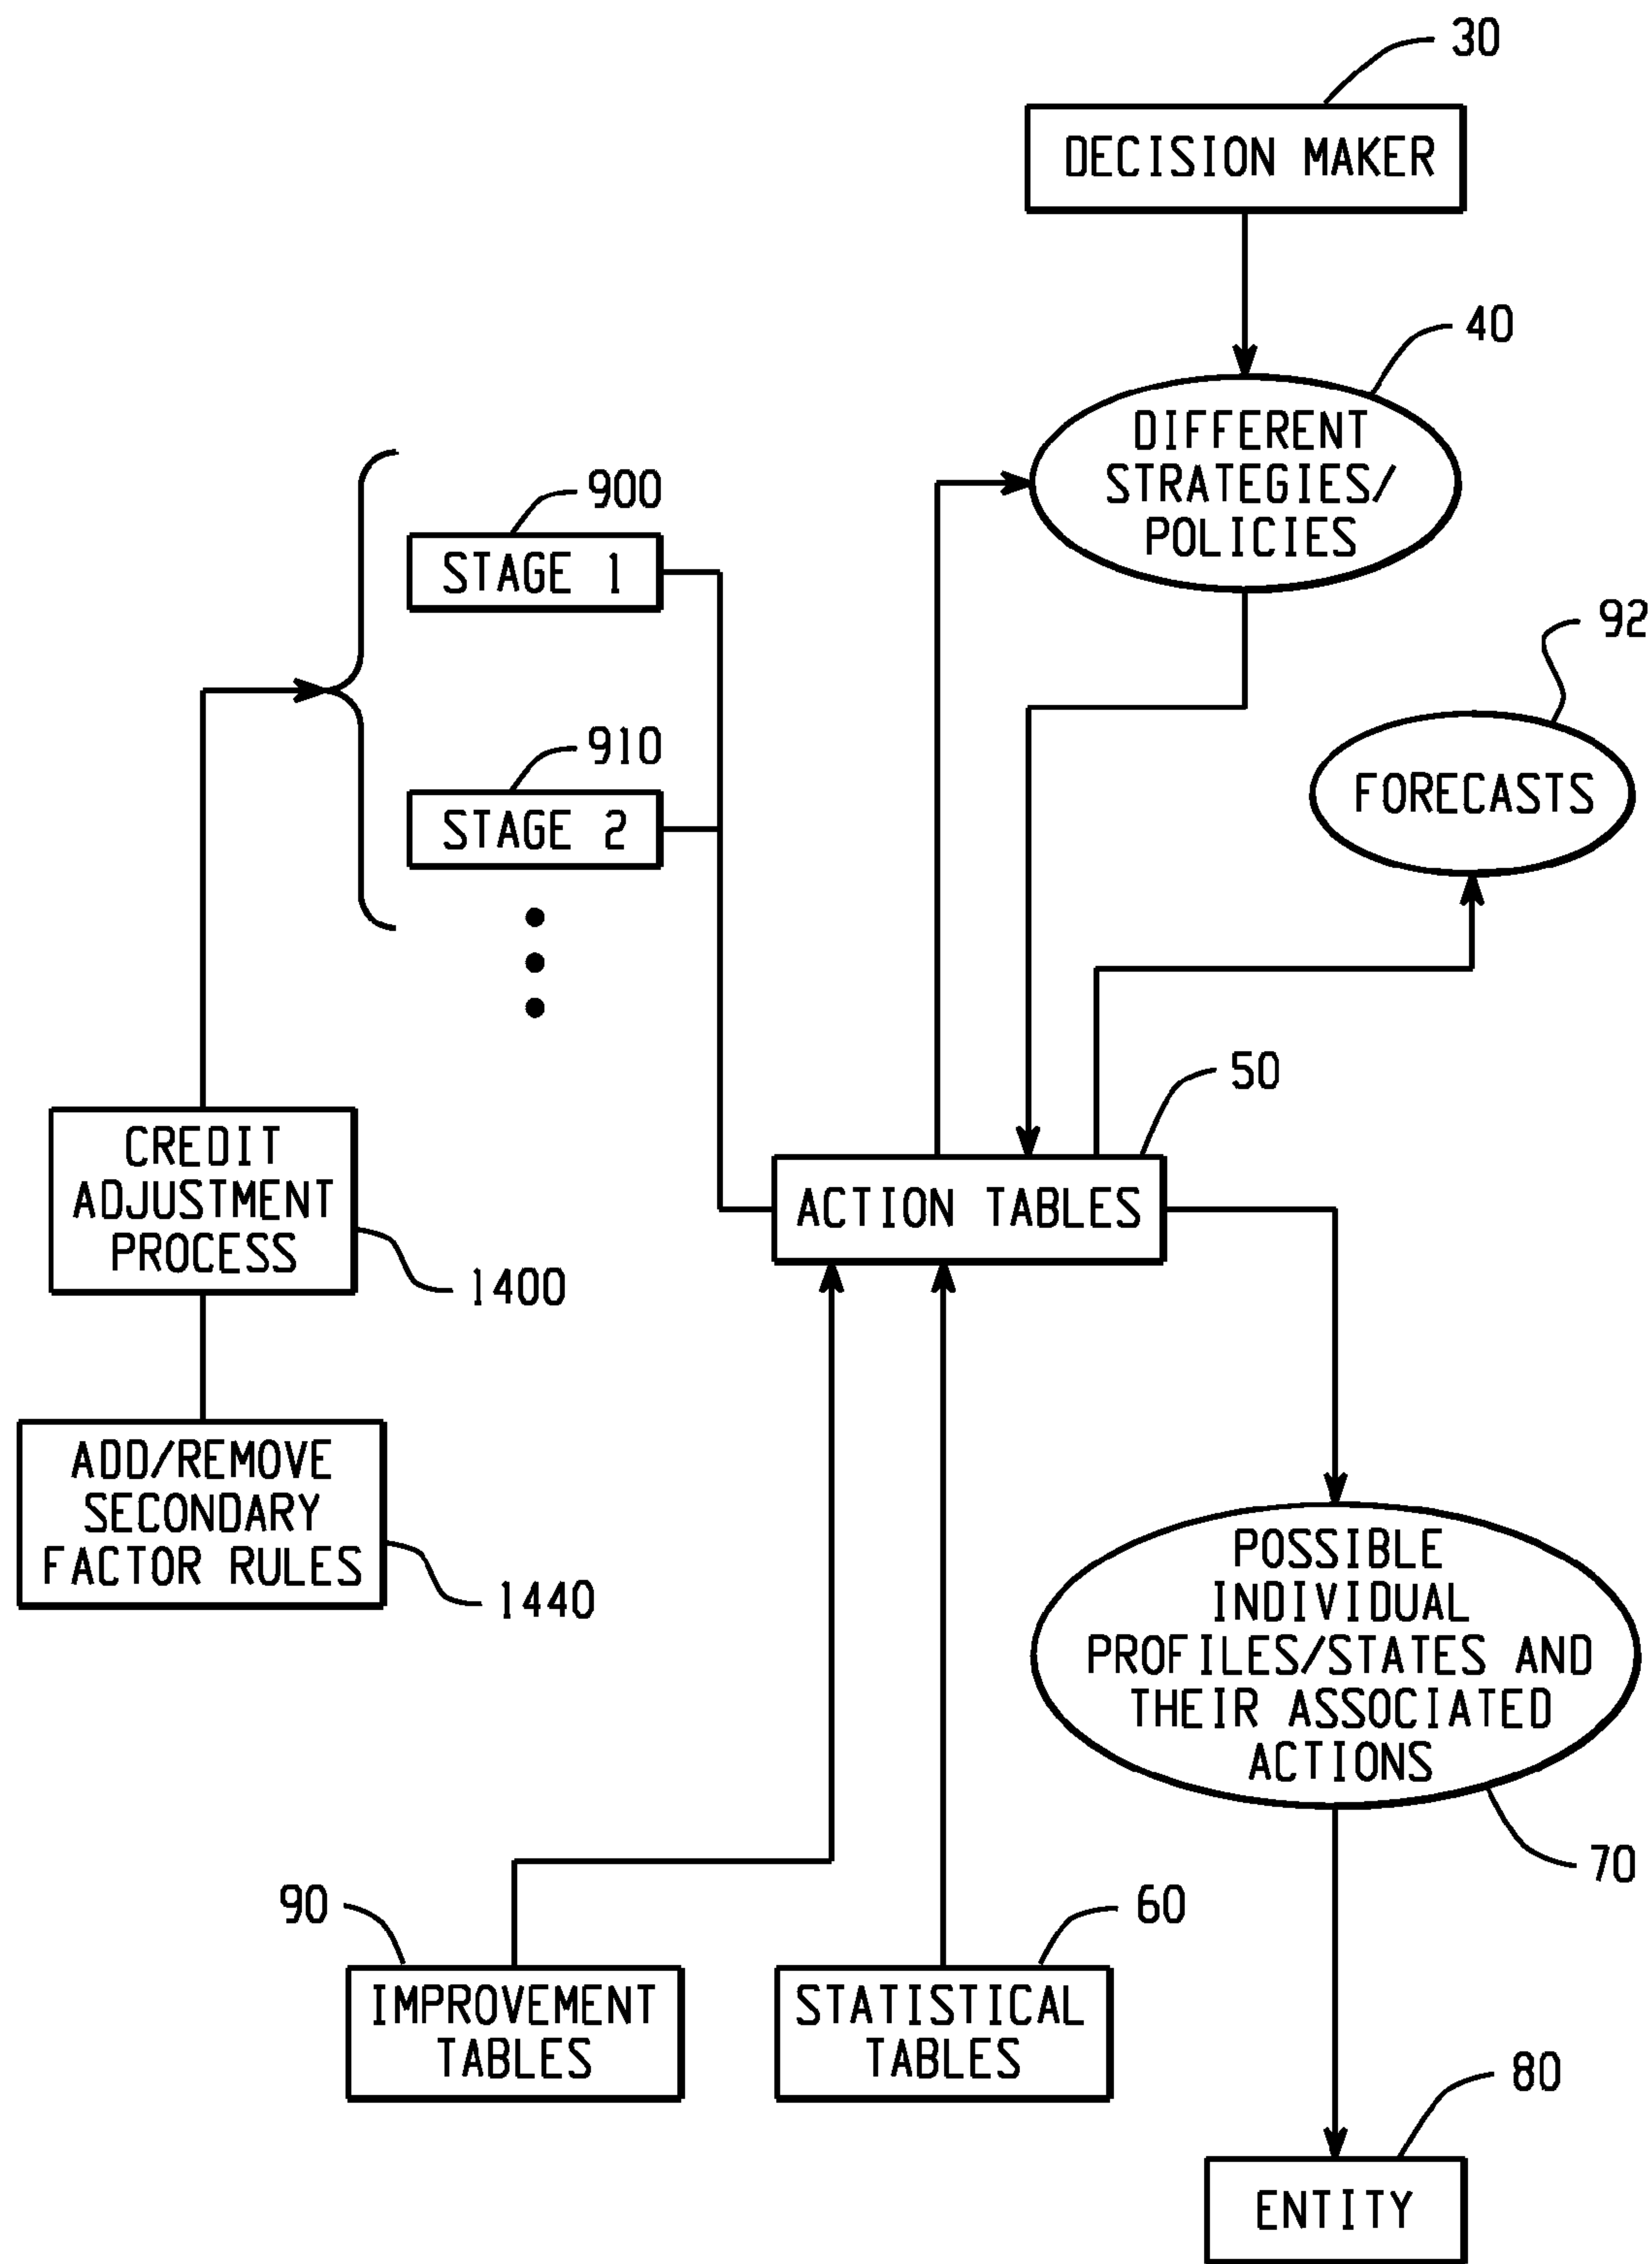 30
DECISION MAKER
40
DIFFERENT
STRATEGIES/
POLICIES
900
STAGE 1
92
FORECASTS
910
STAGE 2
50
ACTION TABLES
CREDIT
ADJUSTMENT
PROCESS
1400
ADD/REMOVE
SECONDARY
FACTOR RULES
1440
POSSIBLE
INDIVIDUAL
PROFILES/STATES AND
THEIR ASSOCIATED
ACTIONS
70
90
IMPROVEMENT
TABLES
60
STATISTICAL
TABLES
80
ENTITY